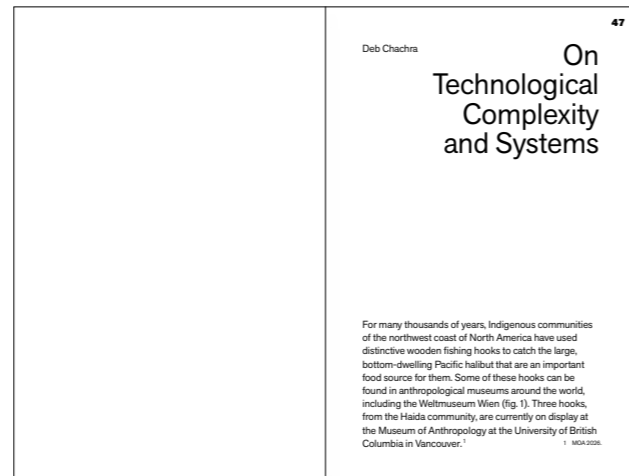 47
Deb Chachra
On
Technological
Complexity
and Systems
For many thousands of years, Indigenous communities
of the northwest coast of North America have used
distinctive wooden fishing hooks to catch the large,
bottom-dwelling Pacific halibut that are an important
food source for them. Some of these hooks can be
found in anthropological museums around the world,
including the Weltmuseum Wien (fig. 1). Three hooks,
from the Haida community, are currently on display at
the Museum of Anthropology at the University of British
Columbia in Vancouver.¹
1 MOA 2026.